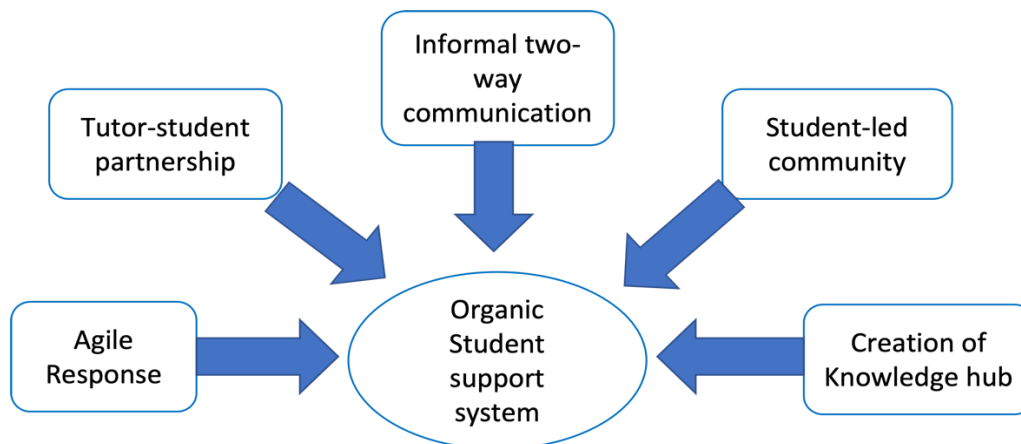 Informal two-
way
communication
Tutor-student
partnership
Student-led
community
Agile
Response
Organic
Student
support
system
Creation of
Knowledge hub